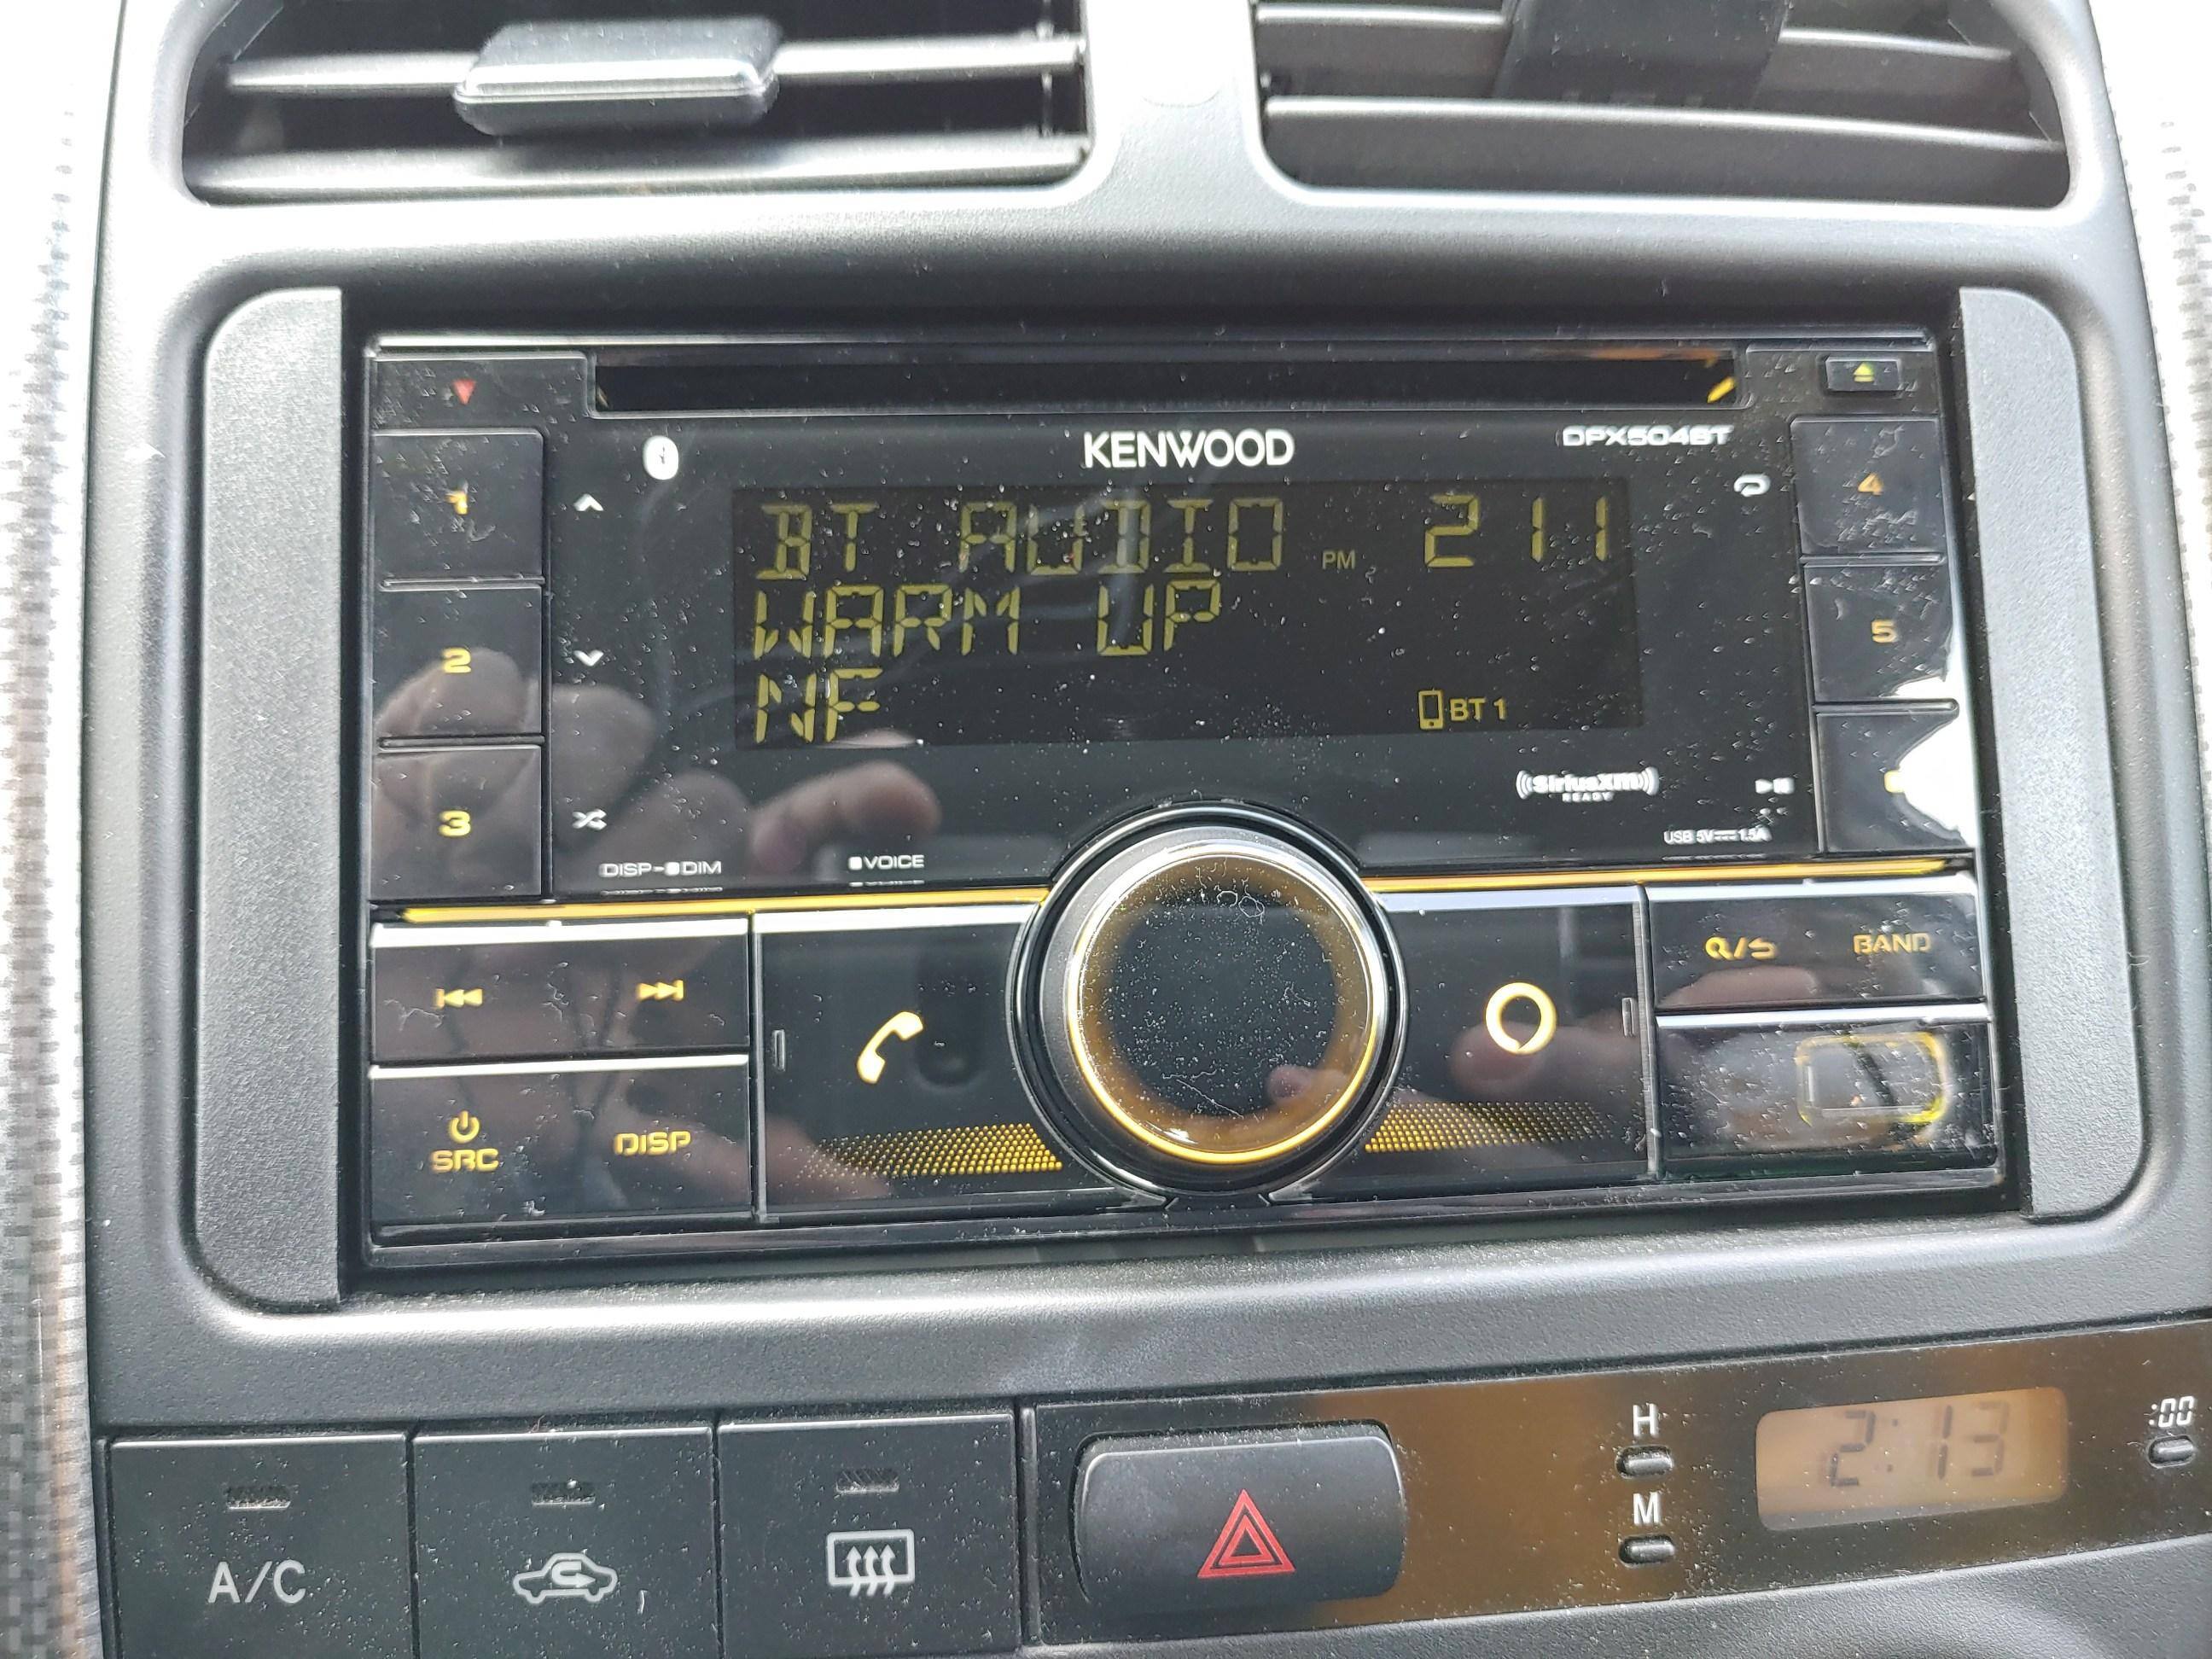 KENWOOD
DPX504BT
1
4
BT AUDIO PM 2 11
WARM UP
5
2
NF
BT 1
3
((SiriusXM))
READY
USB 5V 1.5A
DISP-DIM
VOICE
Q/S BAND
SRC
DISP
H
2:13
:00
M
A/C